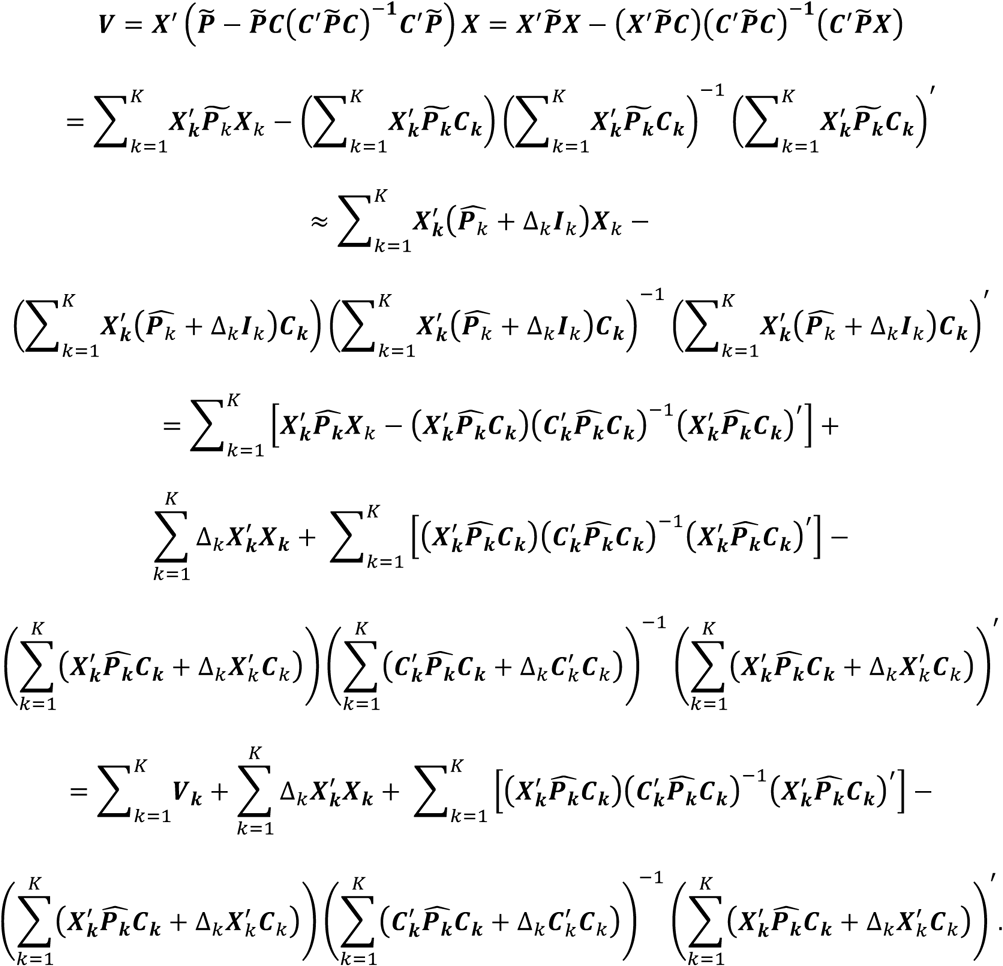 V = X′ (P̃ − P̃C(C′P̃C)⁻¹C′P̃) X = X′P̃X − (X′P̃C)(C′P̃C)⁻¹(C′P̃X)
= ∑_{k=1}^{K} X′_k P̃_k X_k − (∑_{k=1}^{K} X′_k P̃_k C_k) (∑_{k=1}^{K} X′_k P̃_k C_k)⁻¹ (∑_{k=1}^{K} X′_k P̃_k C_k)′
≈ ∑_{k=1}^{K} X′_k (P̂_k + Δ_k I_k) X_k −
(∑_{k=1}^{K} X′_k (P̂_k + Δ_k I_k) C_k) (∑_{k=1}^{K} X′_k (P̂_k + Δ_k I_k) C_k)⁻¹ (∑_{k=1}^{K} X′_k (P̂_k + Δ_k I_k) C_k)′
= ∑_{k=1}^{K} [X′_k P̂_k X_k − (X′_k P̂_k C_k)(C′_k P̂_k C_k)⁻¹(X′_k P̂_k C_k)′] +
∑_{k=1}^{K} Δ_k X′_k X_k + ∑_{k=1}^{K} [(X′_k P̂_k C_k)(C′_k P̂_k C_k)⁻¹(X′_k P̂_k C_k)′] −
(∑_{k=1}^{K} (X′_k P̂_k C_k + Δ_k X′_k C_k)) (∑_{k=1}^{K} (C′_k P̂_k C_k + Δ_k C′_k C_k))⁻¹ (∑_{k=1}^{K} (X′_k P̂_k C_k + Δ_k X′_k C_k))′
= ∑_{k=1}^{K} V_k + ∑_{k=1}^{K} Δ_k X′_k X_k + ∑_{k=1}^{K} [(X′_k P̂_k C_k)(C′_k P̂_k C_k)⁻¹(X′_k P̂_k C_k)′] −
(∑_{k=1}^{K} (X′_k P̂_k C_k + Δ_k X′_k C_k)) (∑_{k=1}^{K} (C′_k P̂_k C_k + Δ_k C′_k C_k))⁻¹ (∑_{k=1}^{K} (X′_k P̂_k C_k + Δ_k X′_k C_k))′.